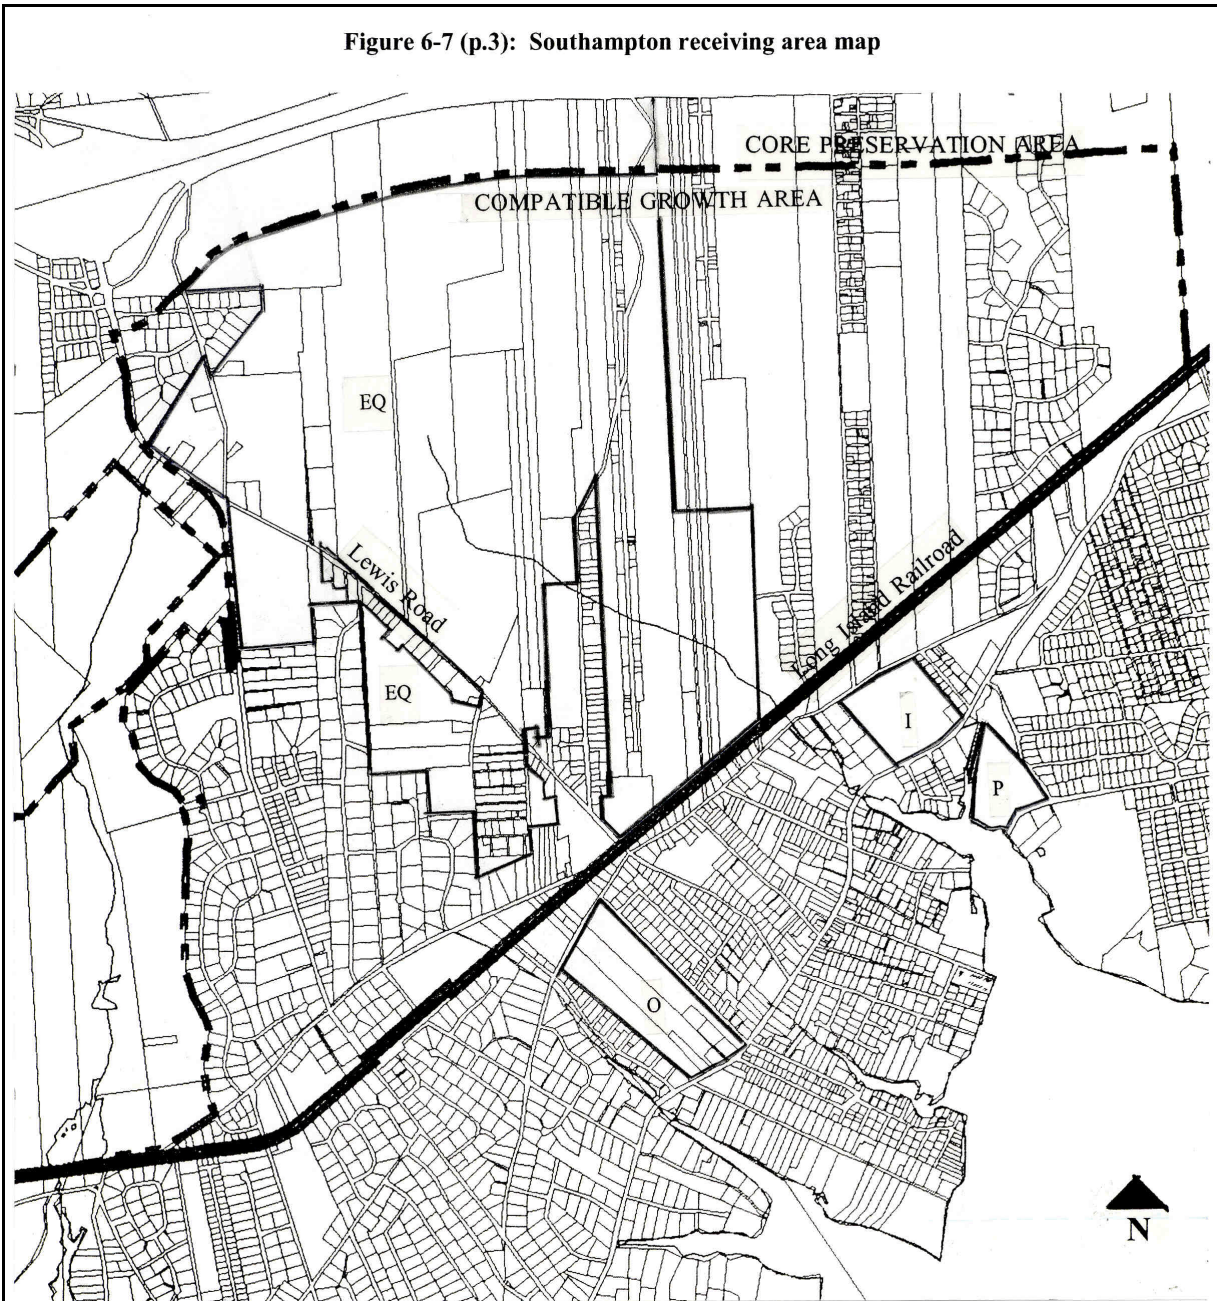 Figure 6-7 (p.3): Southampton receiving area map
CORE PRESERVATION AREA
COMPATIBLE GROWTH AREA
EQ
Lewis Road
Long Island Railroad
EQ
I
P
O
N